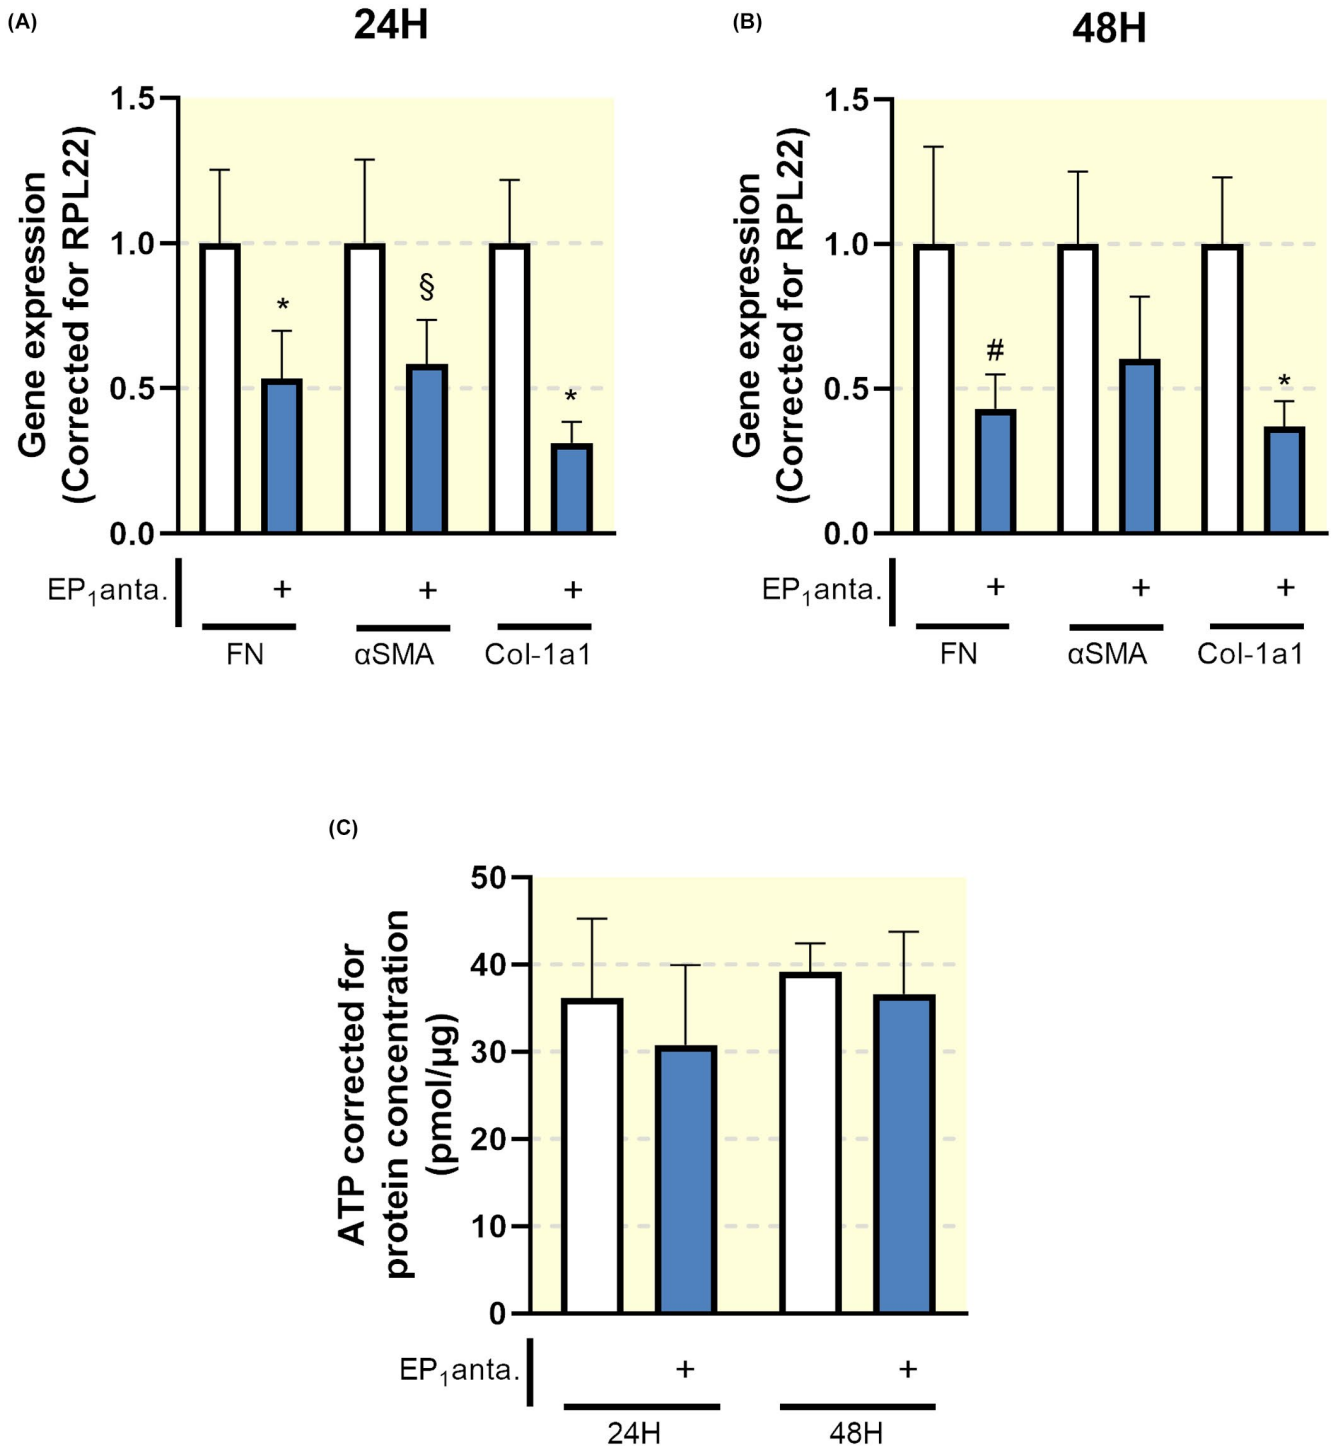 (A)
24H
Gene expression
(Corrected for RPL22)
1.5
1.0
0.5
0.0
*
§
*
EP1anta.
+
+
+
FN
αSMA
Col-1a1
(B)
48H
Gene expression
(Corrected for RPL22)
1.5
1.0
0.5
0.0
#
*
EP1anta.
+
+
+
FN
αSMA
Col-1a1
(C)
ATP corrected for
protein concentration
(pmol/µg)
50
40
30
20
10
0
EP1anta.
+
+
24H
48H